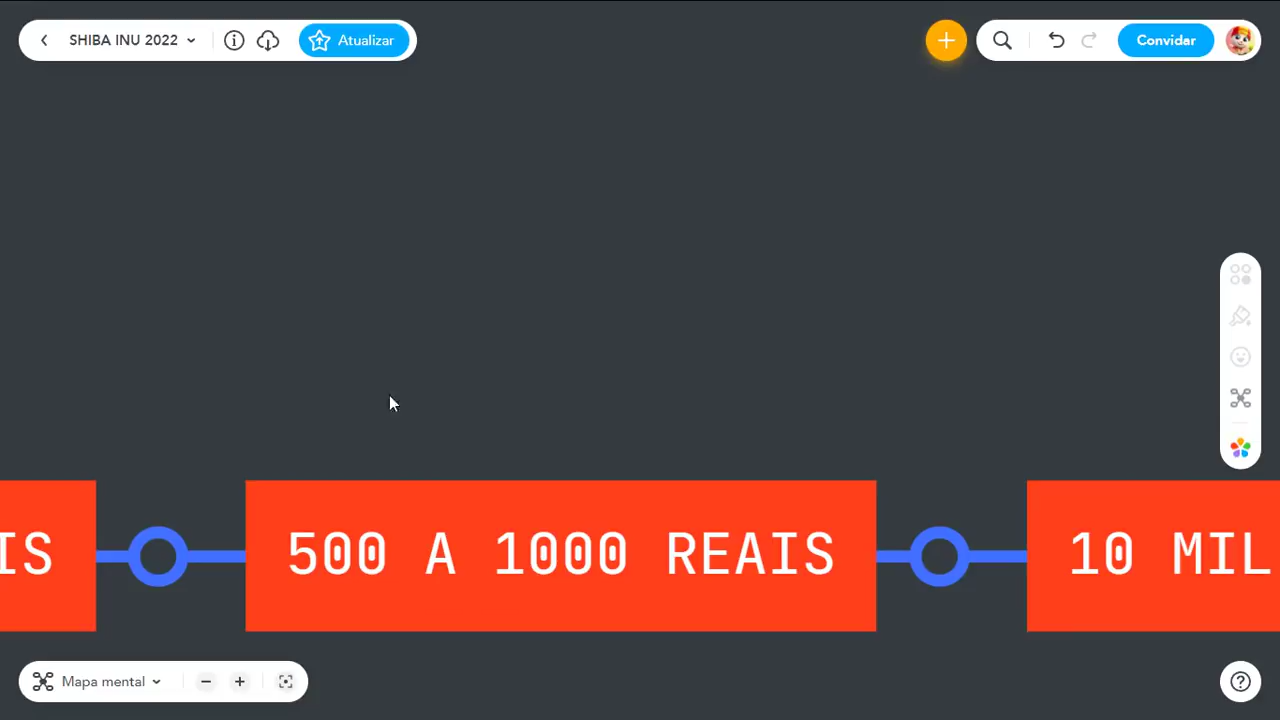 SHIBA INU 2022
Atualizar
Convidar
IS
500 A 1000 REAIS
10 MIL
Mapa mental